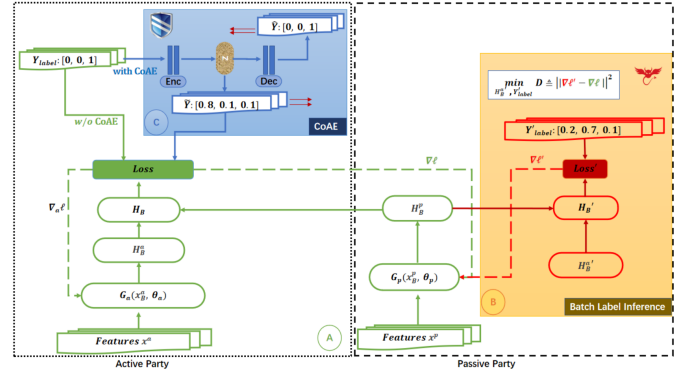 Y_label: [0, 0, 1]
with CoAE
w/o CoAE
Enc
Z
Dec
Ŷ: [0, 0, 1]
Ỹ: [0.8, 0.1, 0.1]
C
CoAE
Loss
∇ℓ
∇_aℓ
H_B
H_B^a
G_a(x_B^a, θ_a)
Features x^a
A
Active Party
H_B^p
G_p(x_B^p, θ_p)
Features x^p
Passive Party
min D ≜ ||∇ℓ' − ∇ℓ||^2
H_B^a', Y'_label
Y'_label: [0.2, 0.7, 0.1]
∇ℓ'
Loss'
H_B'
H_B^a'
B
Batch Label Inference